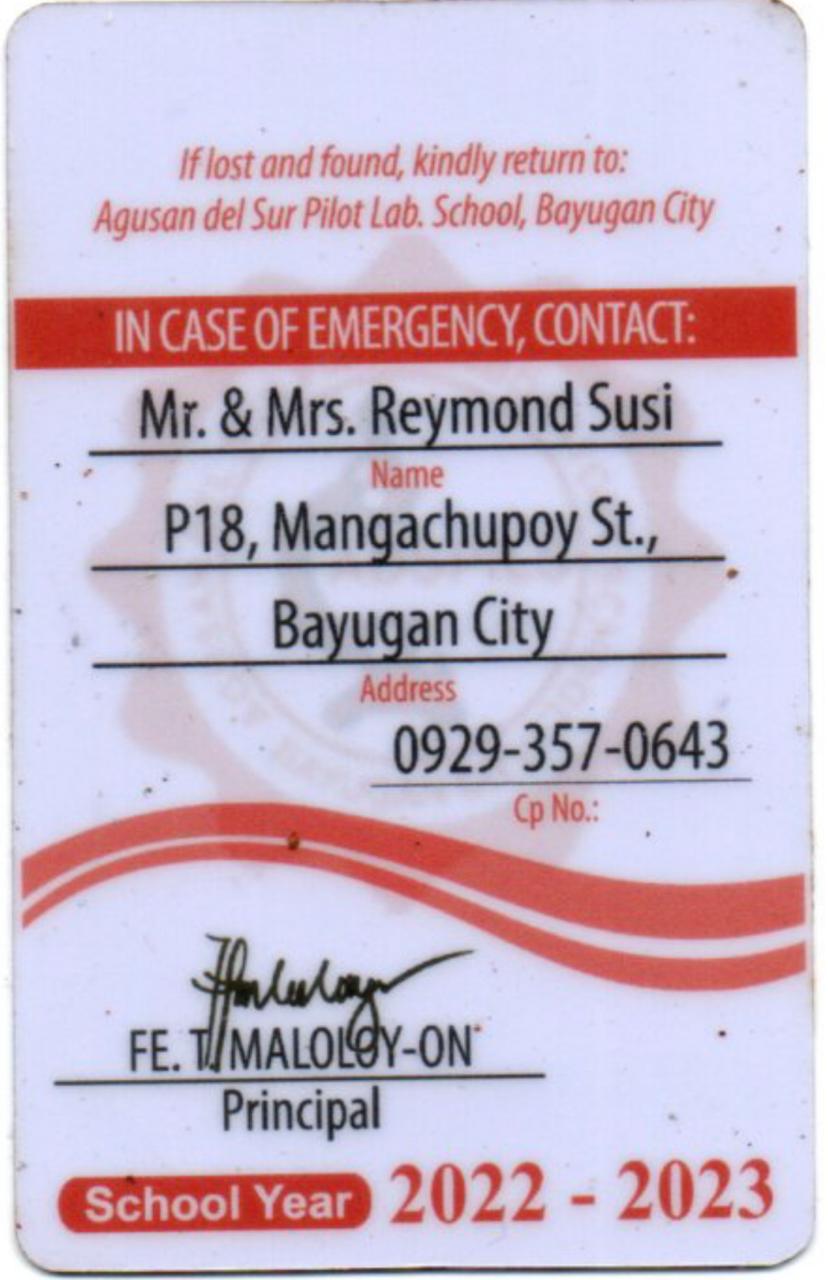 If lost and found, kindly return to:
Agusan del Sur Pilot Lab. School, Bayugan City
IN CASE OF EMERGENCY, CONTACT:
Mr. & Mrs. Reymond Susi
Name
P18, Mangachupoy St.,
Bayugan City
Address
0929-357-0643
Cp No.:
FE. T. MALOLOY-ON
Principal
School Year 2022 - 2023